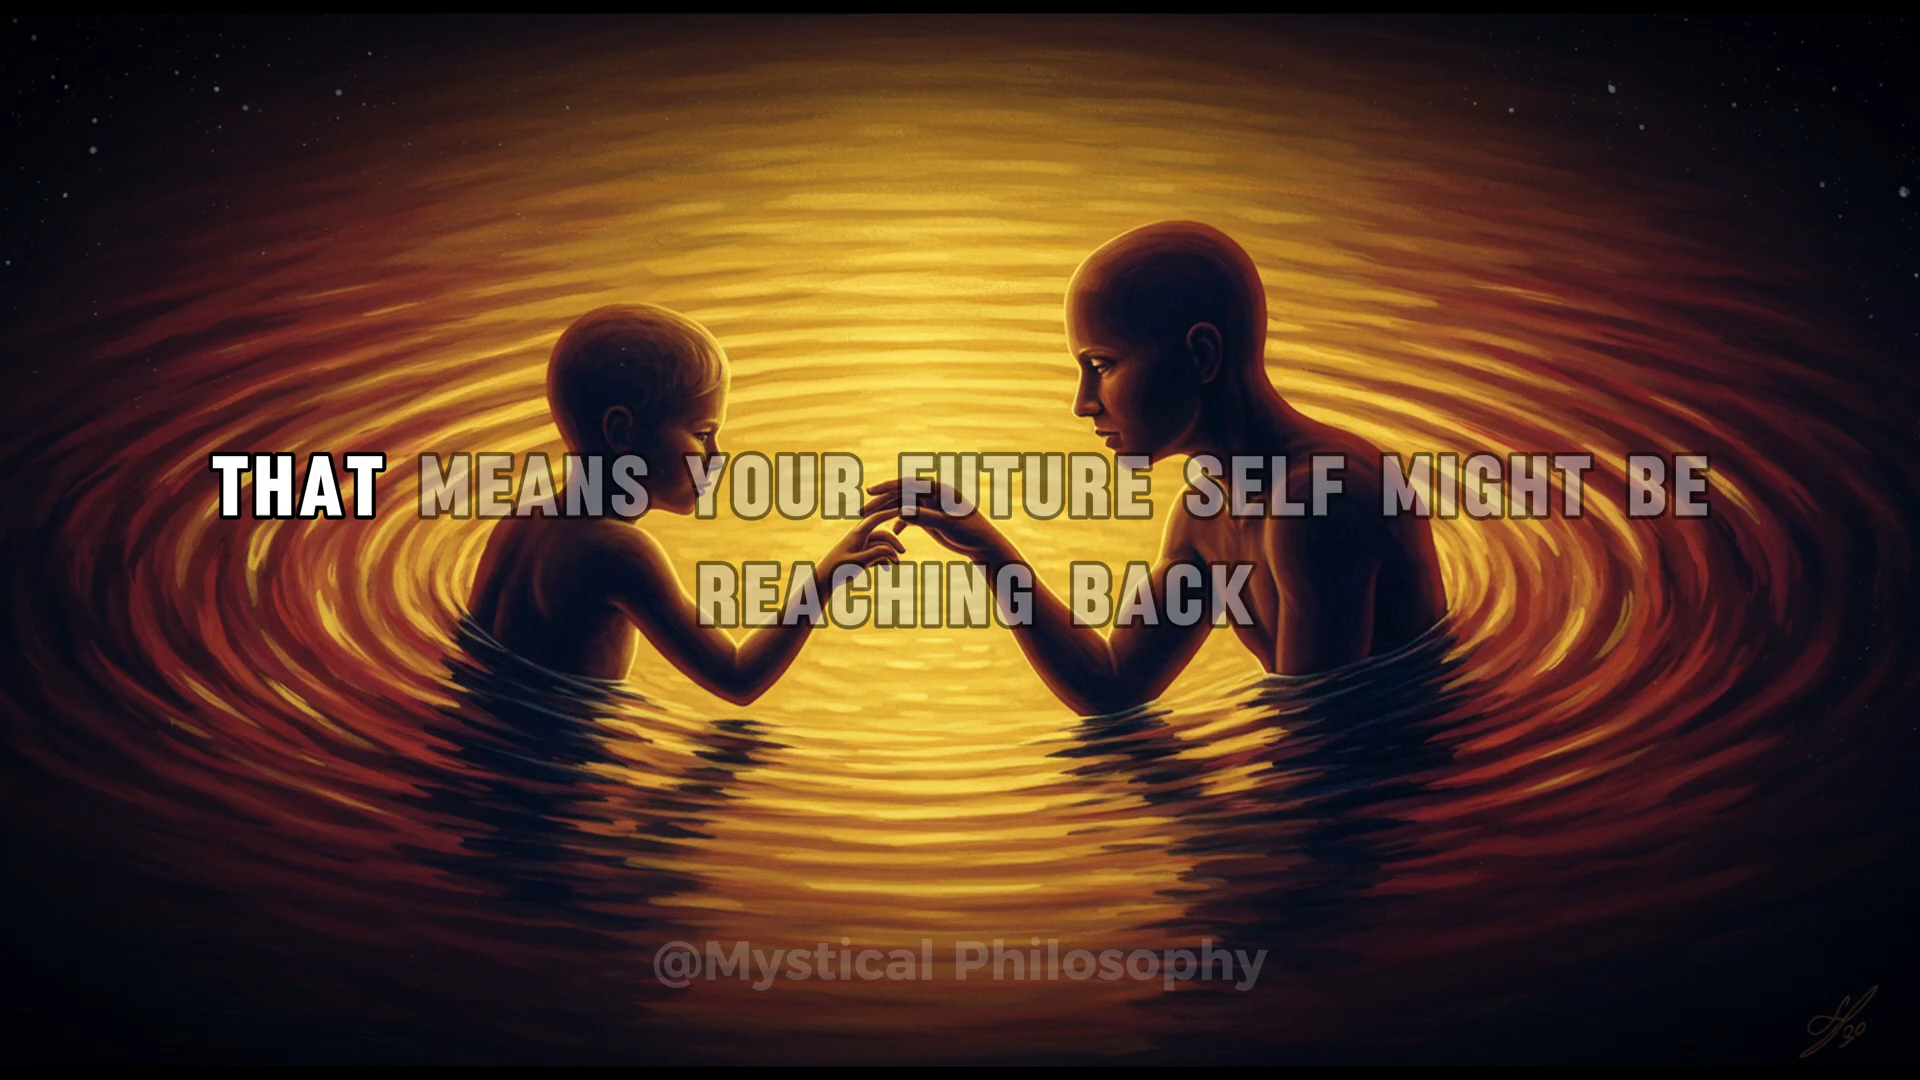 THAT MEANS YOUR FUTURE SELF MIGHT BE
REACHING BACK
@Mystical Philosophy